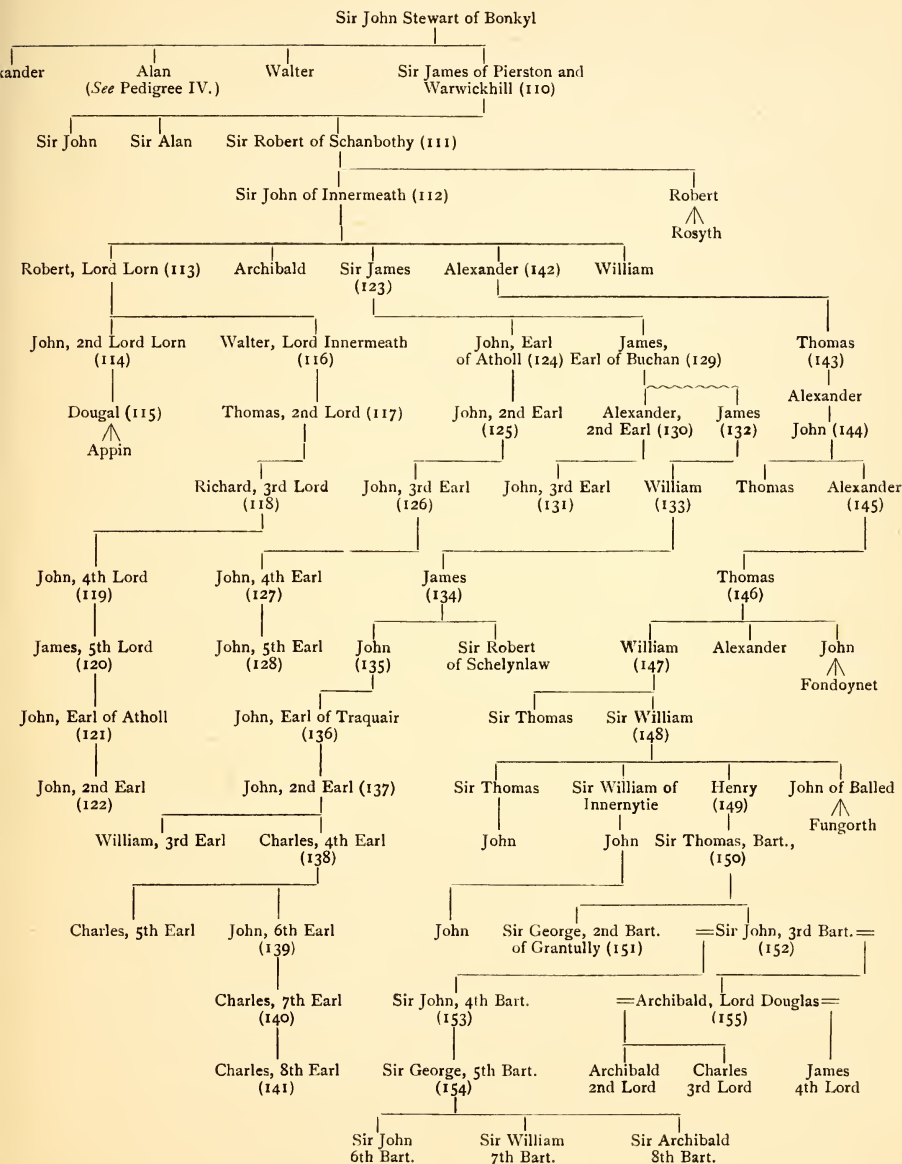 Sir John Stewart of Bonkyl
xander Alan Walter Sir James of Pierston and
(See Pedigree IV.) Warwickhill (110)
Sir John Sir Alan Sir Robert of Schanbothy (111)
Sir John of Innermeath (112) Robert
Rosyth
Robert, Lord Lorn (113) Archibald Sir James Alexander (142) William
(123)
John, 2nd Lord Lorn Walter, Lord Innermeath John, Earl James, Thomas
(114) (116) of Atholl (124) Earl of Buchan (129) (143)
Alexander
Dougal (115) Thomas, 2nd Lord (117) John, 2nd Earl Alexander, James
Appin (125) 2nd Earl (130) (132) John (144)
Richard, 3rd Lord John, 3rd Earl John, 3rd Earl William Thomas Alexander
(118) (126) (131) (133) (145)
John, 4th Lord John, 4th Earl James Thomas
(119) (127) (134) (146)
James, 5th Lord John, 5th Earl John Sir Robert William Alexander John
(120) (128) (135) of Schelynlaw (147)
Fondoynet
John, Earl of Atholl John, Earl of Traquair Sir Thomas Sir William
(121) (136) (148)
John, 2nd Earl John, 2nd Earl (137) Sir Thomas Sir William of Henry John of Balled
(122) Innernytie (149)
Fungorth
William, 3rd Earl Charles, 4th Earl John John Sir Thomas, Bart.,
(138) (150)
Charles, 5th Earl John, 6th Earl John Sir George, 2nd Bart. =Sir John, 3rd Bart.=
(139) of Grantully (151) (152)
Charles, 7th Earl Sir John, 4th Bart. =Archibald, Lord Douglas=
(140) (153) (155)
Charles, 8th Earl Sir George, 5th Bart. Archibald Charles James
(141) (154) 2nd Lord 3rd Lord 4th Lord
Sir John Sir William Sir Archibald
6th Bart. 7th Bart. 8th Bart.